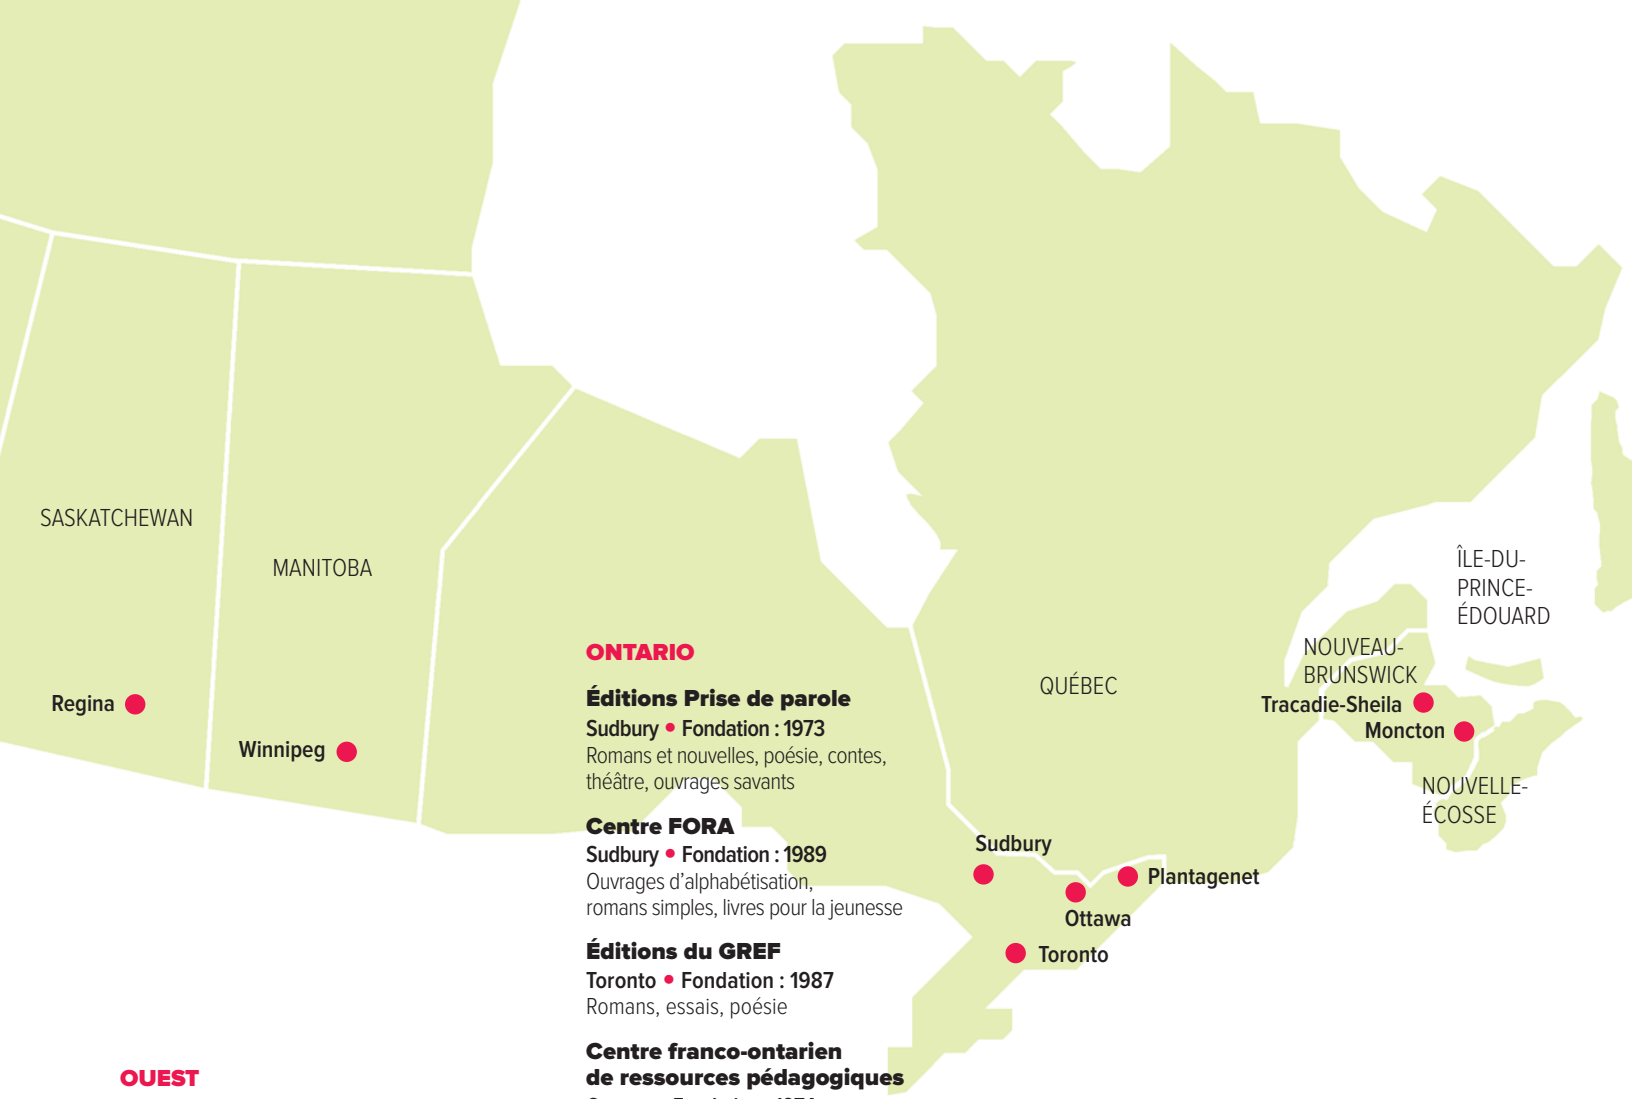 SASKATCHEWAN
MANITOBA
Regina
Winnipeg
OUEST
ONTARIO
Éditions Prise de parole
Sudbury • Fondation : 1973
Romans et nouvelles, poésie, contes,
théâtre, ouvrages savants
Centre FORA
Sudbury • Fondation : 1989
Ouvrages d'alphabétisation,
romans simples, livres pour la jeunesse
Éditions du GREF
Toronto • Fondation : 1987
Romans, essais, poésie
Centre franco-ontarien
de ressources pédagogiques
QUÉBEC
Sudbury
Ottawa
Plantagenet
Toronto
ÎLE-DU-
PRINCE-
ÉDOUARD
NOUVEAU-
BRUNSWICK
Tracadie-Sheila
Moncton
NOUVELLE-
ÉCOSSE